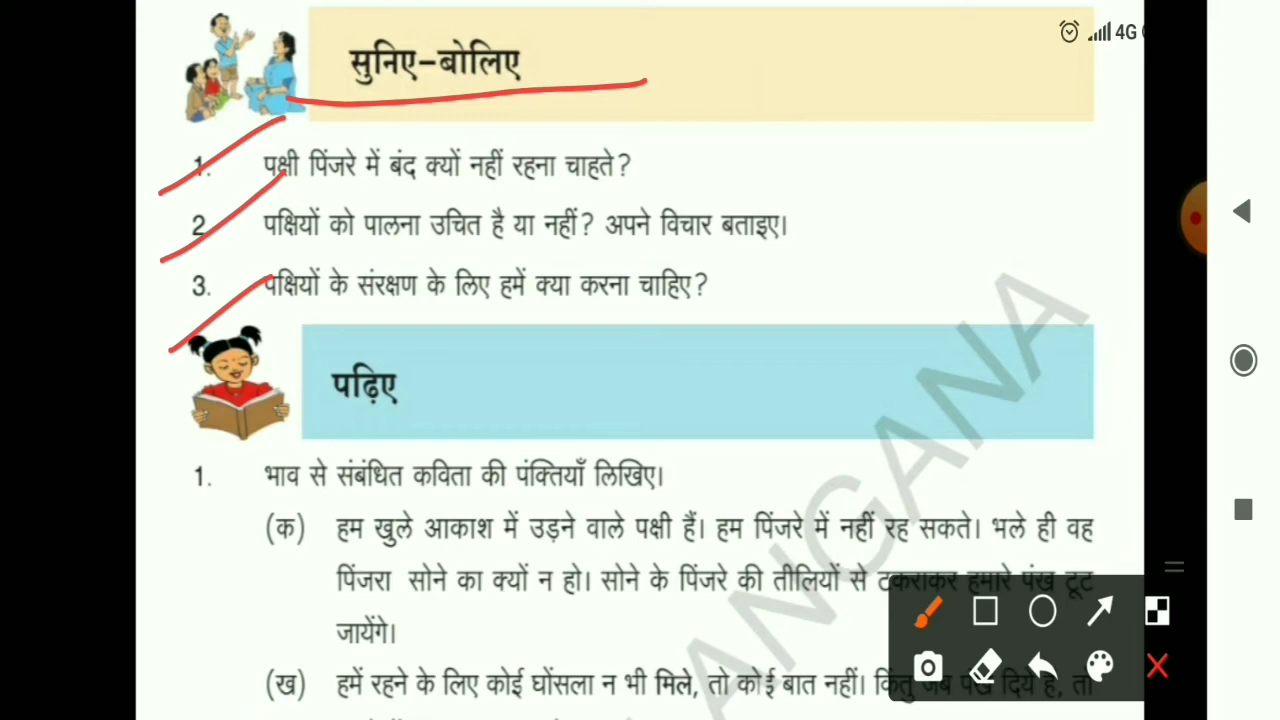 4G
सुनिए-बोलिए
1. पक्षी पिंजरे में बंद क्यों नहीं रहना चाहते?
2. पक्षियों को पालना उचित है या नहीं? अपने विचार बताइए।
3. पक्षियों के संरक्षण के लिए हमें क्या करना चाहिए?
पढ़िए
1. भाव से संबंधित कविता की पंक्तियाँ लिखिए।
(क) हम खुले आकाश में उड़ने वाले पक्षी हैं। हम पिंजरे में नहीं रह सकते। भले ही वह
पिंजरा सोने का क्यों न हो। सोने के पिंजरे की तीलियों से टकराकर हमारे पंख टूट
जायेंगे।
(ख) हमें रहने के लिए कोई घोंसला न भी मिले, तो कोई बात नहीं। किंतु जब पंख दिये हैं, तो
ANGANA